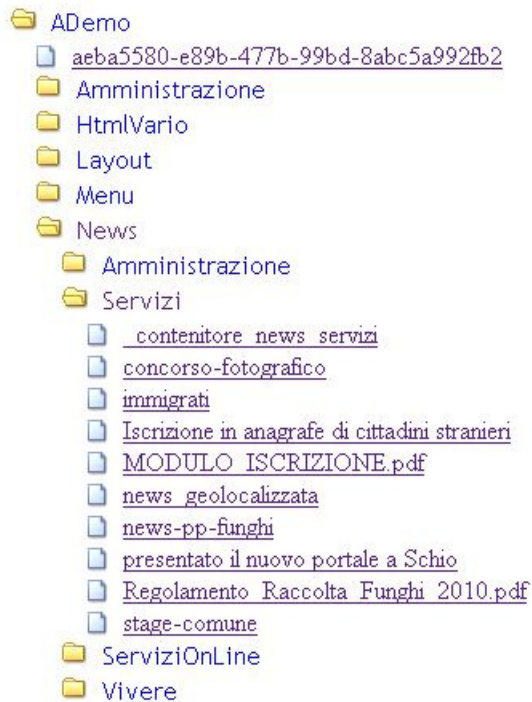 ADemo
aeba5580-e89b-477b-99bd-8abc5a992fb2
Amministrazione
HtmlVario
Layout
Menu
News
Amministrazione
Servizi
_contenitore_news_servizi
concorso-fotografico
immigrati
Iscrizione in anagrafe di cittadini stranieri
MODULO_ISCRIZIONE.pdf
news_geolocalizzata
news-pp-funghi
presentato il nuovo portale a Schio
Regolamento_Raccolta_Funghi_2010.pdf
stage-comune
ServiziOnLine
Vivere